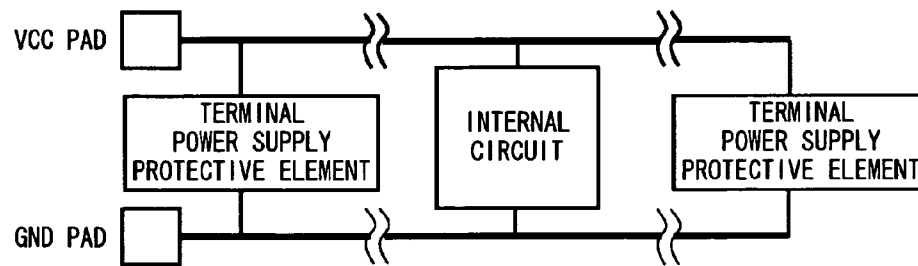 VCC PAD
TERMINAL
POWER SUPPLY
PROTECTIVE ELEMENT
INTERNAL
CIRCUIT
TERMINAL
POWER SUPPLY
PROTECTIVE ELEMENT
GND PAD